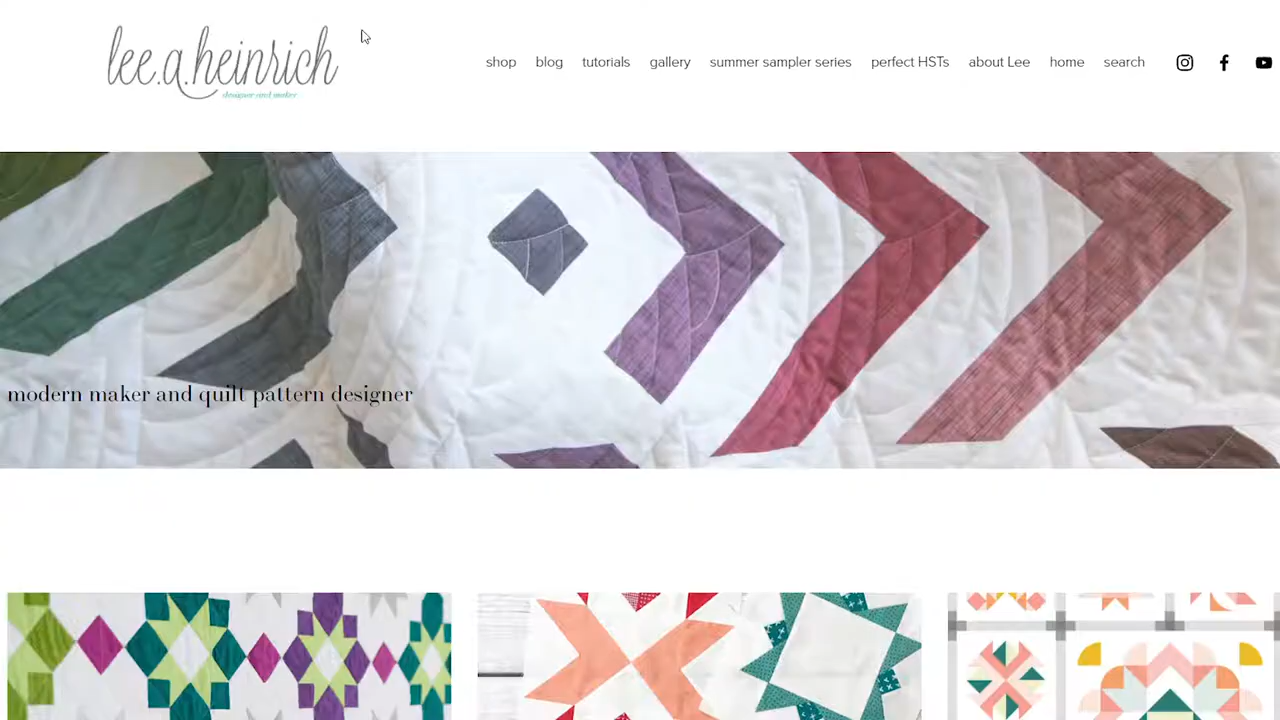 lee.a.heinrich
designer and maker
shop blog tutorials gallery summer sampler series perfect HSTs about Lee home search
modern maker and quilt pattern designer